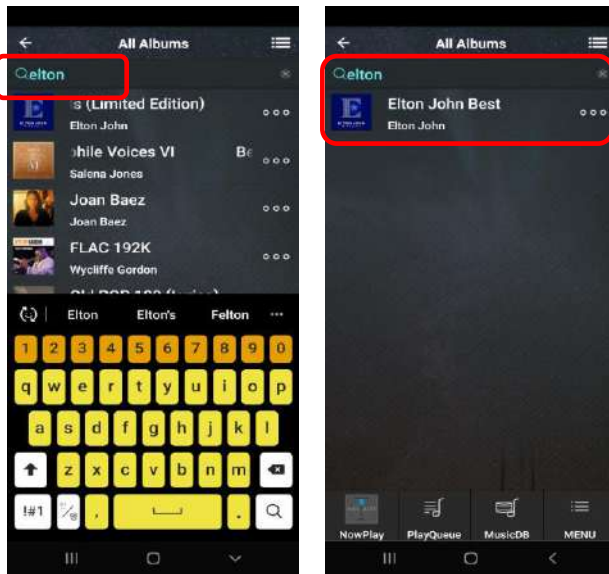 All Albums
elton
s (Limited Edition)
Elton John
phile Voices VI Be
Salena Jones
Joan Baez
Joan Baez
FLAC 192K
Wycliffe Gordon
Elton Elton's Felton
1 2 3 4 5 6 7 8 9 0
q w e r t y u i o p
a s d f g h j k l
z x c v b n m
!#1 , .
All Albums
elton
Elton John Best
Elton John
NowPlay PlayQueue MusicDB MENU